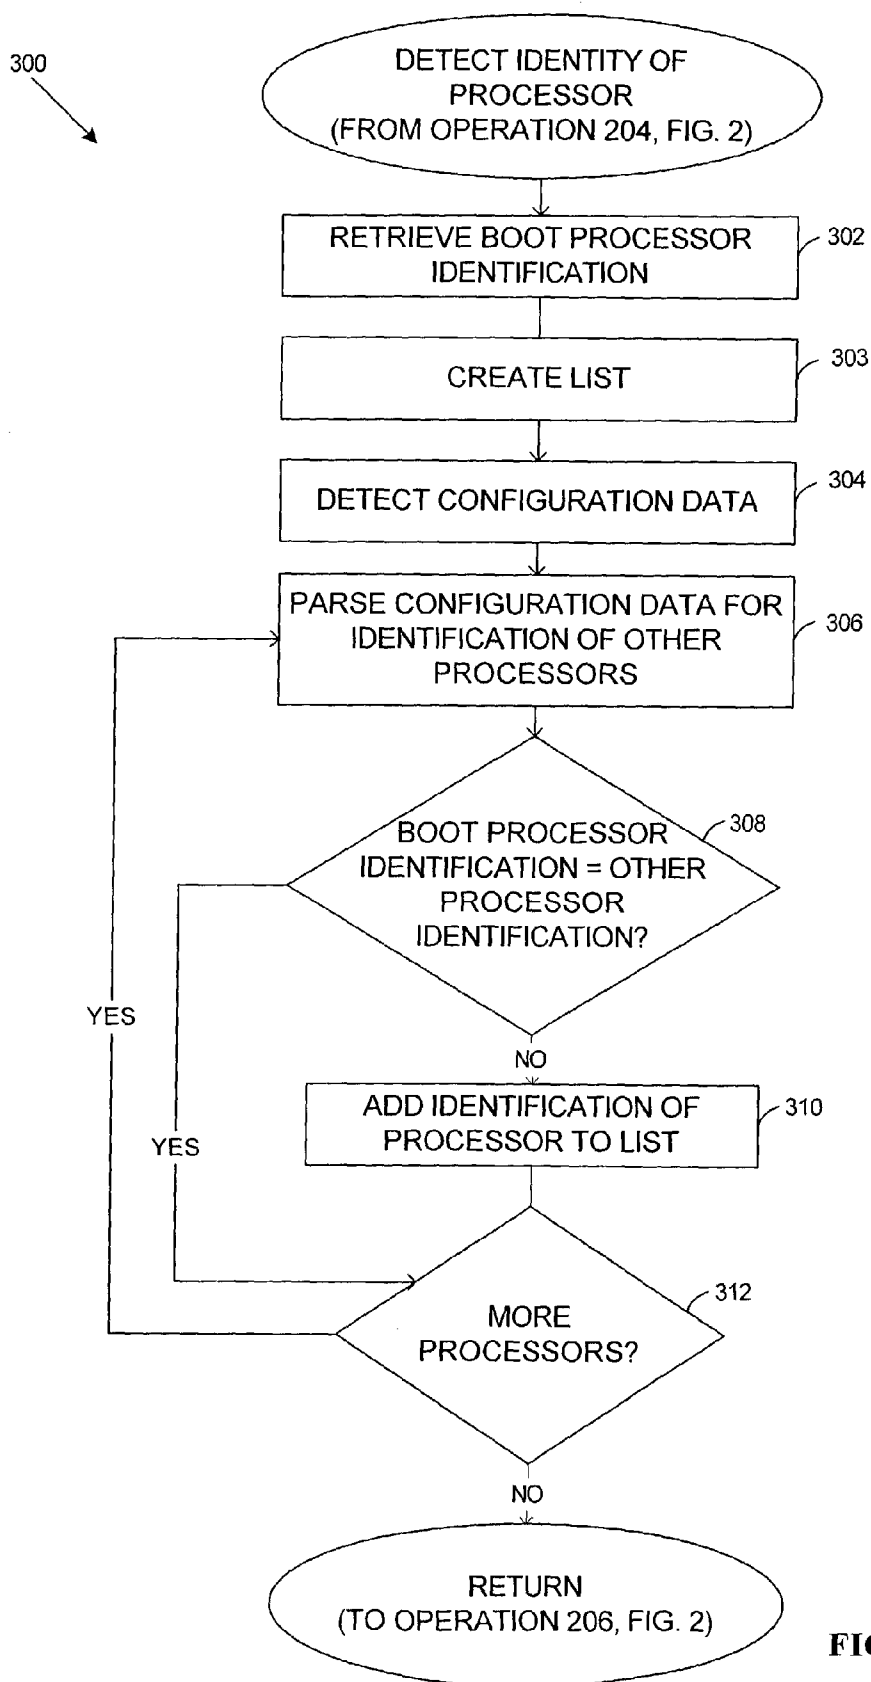 300
DETECT IDENTITY OF
PROCESSOR
(FROM OPERATION 204, FIG. 2)
RETRIEVE BOOT PROCESSOR
IDENTIFICATION
302
CREATE LIST
303
DETECT CONFIGURATION DATA
304
PARSE CONFIGURATION DATA FOR
IDENTIFICATION OF OTHER
PROCESSORS
306
BOOT PROCESSOR
IDENTIFICATION = OTHER
PROCESSOR
IDENTIFICATION?
308
YES
NO
ADD IDENTIFICATION OF
PROCESSOR TO LIST
310
YES
MORE
PROCESSORS?
312
NO
RETURN
(TO OPERATION 206, FIG. 2)